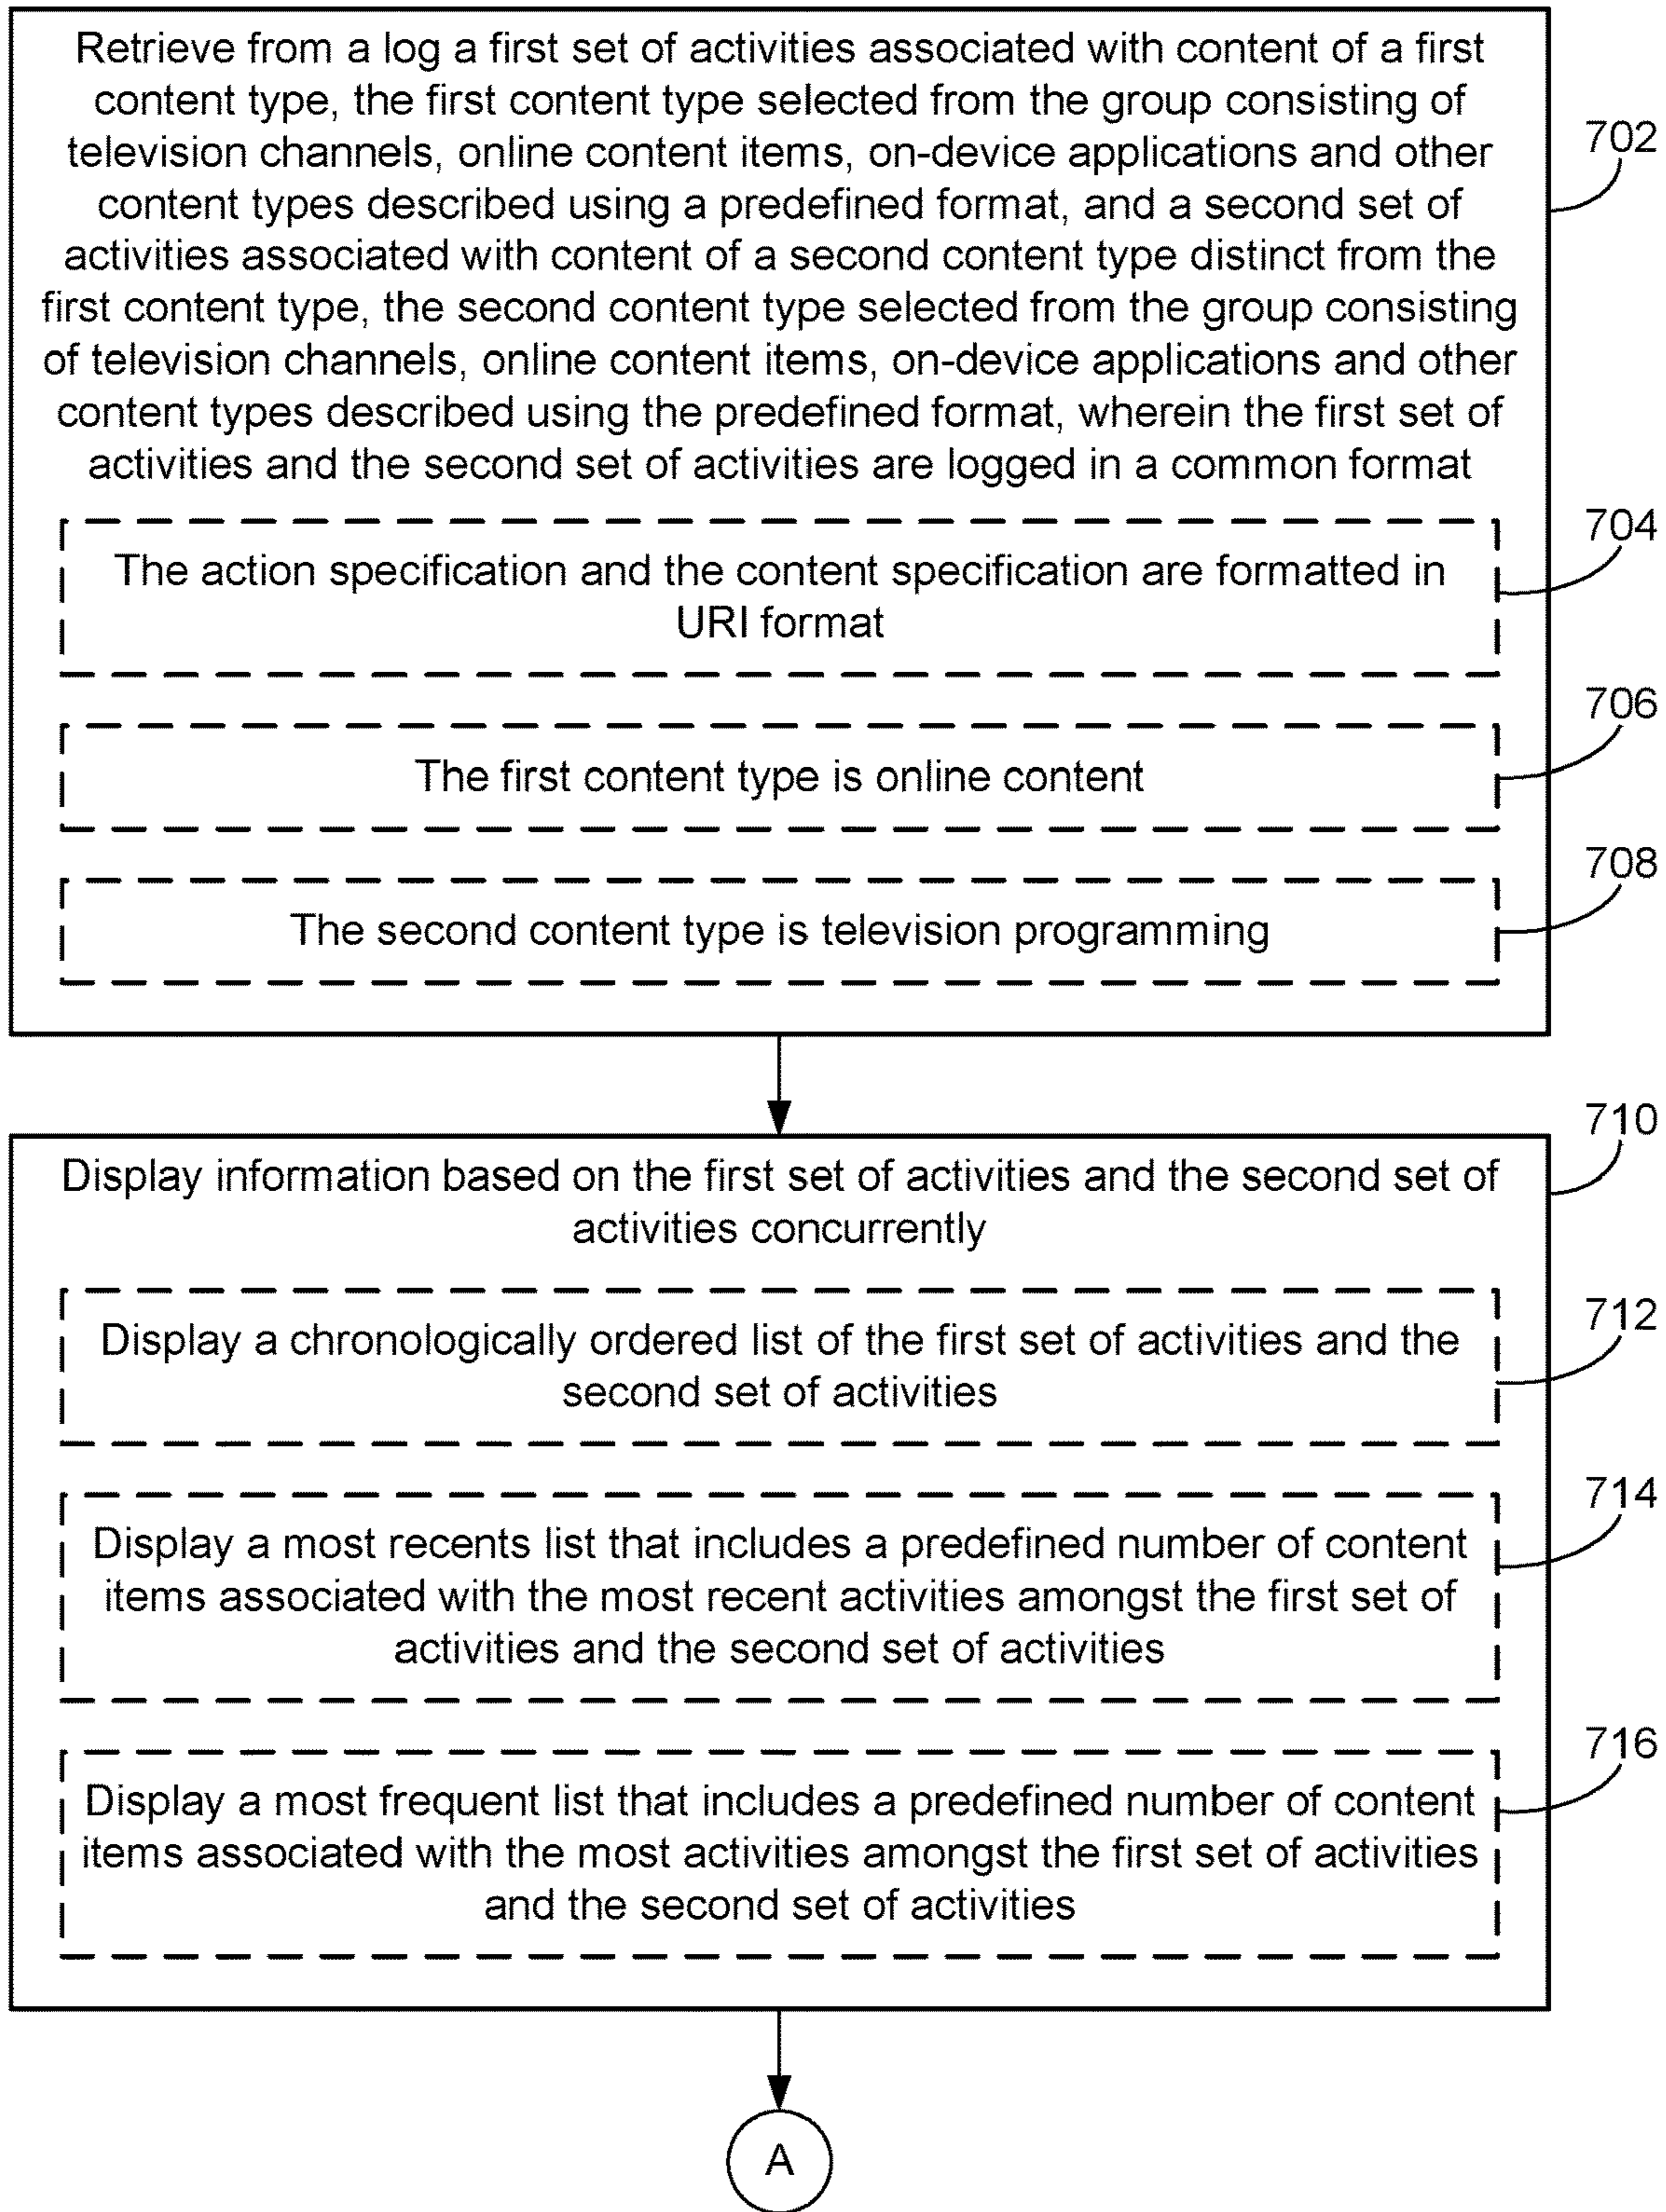 Retrieve from a log a first set of activities associated with content of a first
content type, the first content type selected from the group consisting of
television channels, online content items, on-device applications and other
content types described using a predefined format, and a second set of
activities associated with content of a second content type distinct from the
first content type, the second content type selected from the group consisting
of television channels, online content items, on-device applications and other
content types described using the predefined format, wherein the first set of
activities and the second set of activities are logged in a common format
702
The action specification and the content specification are formatted in
URI format
704
The first content type is online content
706
The second content type is television programming
708
Display information based on the first set of activities and the second set of
activities concurrently
710
Display a chronologically ordered list of the first set of activities and the
second set of activities
712
Display a most recents list that includes a predefined number of content
items associated with the most recent activities amongst the first set of
activities and the second set of activities
714
Display a most frequent list that includes a predefined number of content
items associated with the most activities amongst the first set of activities
and the second set of activities
716
A